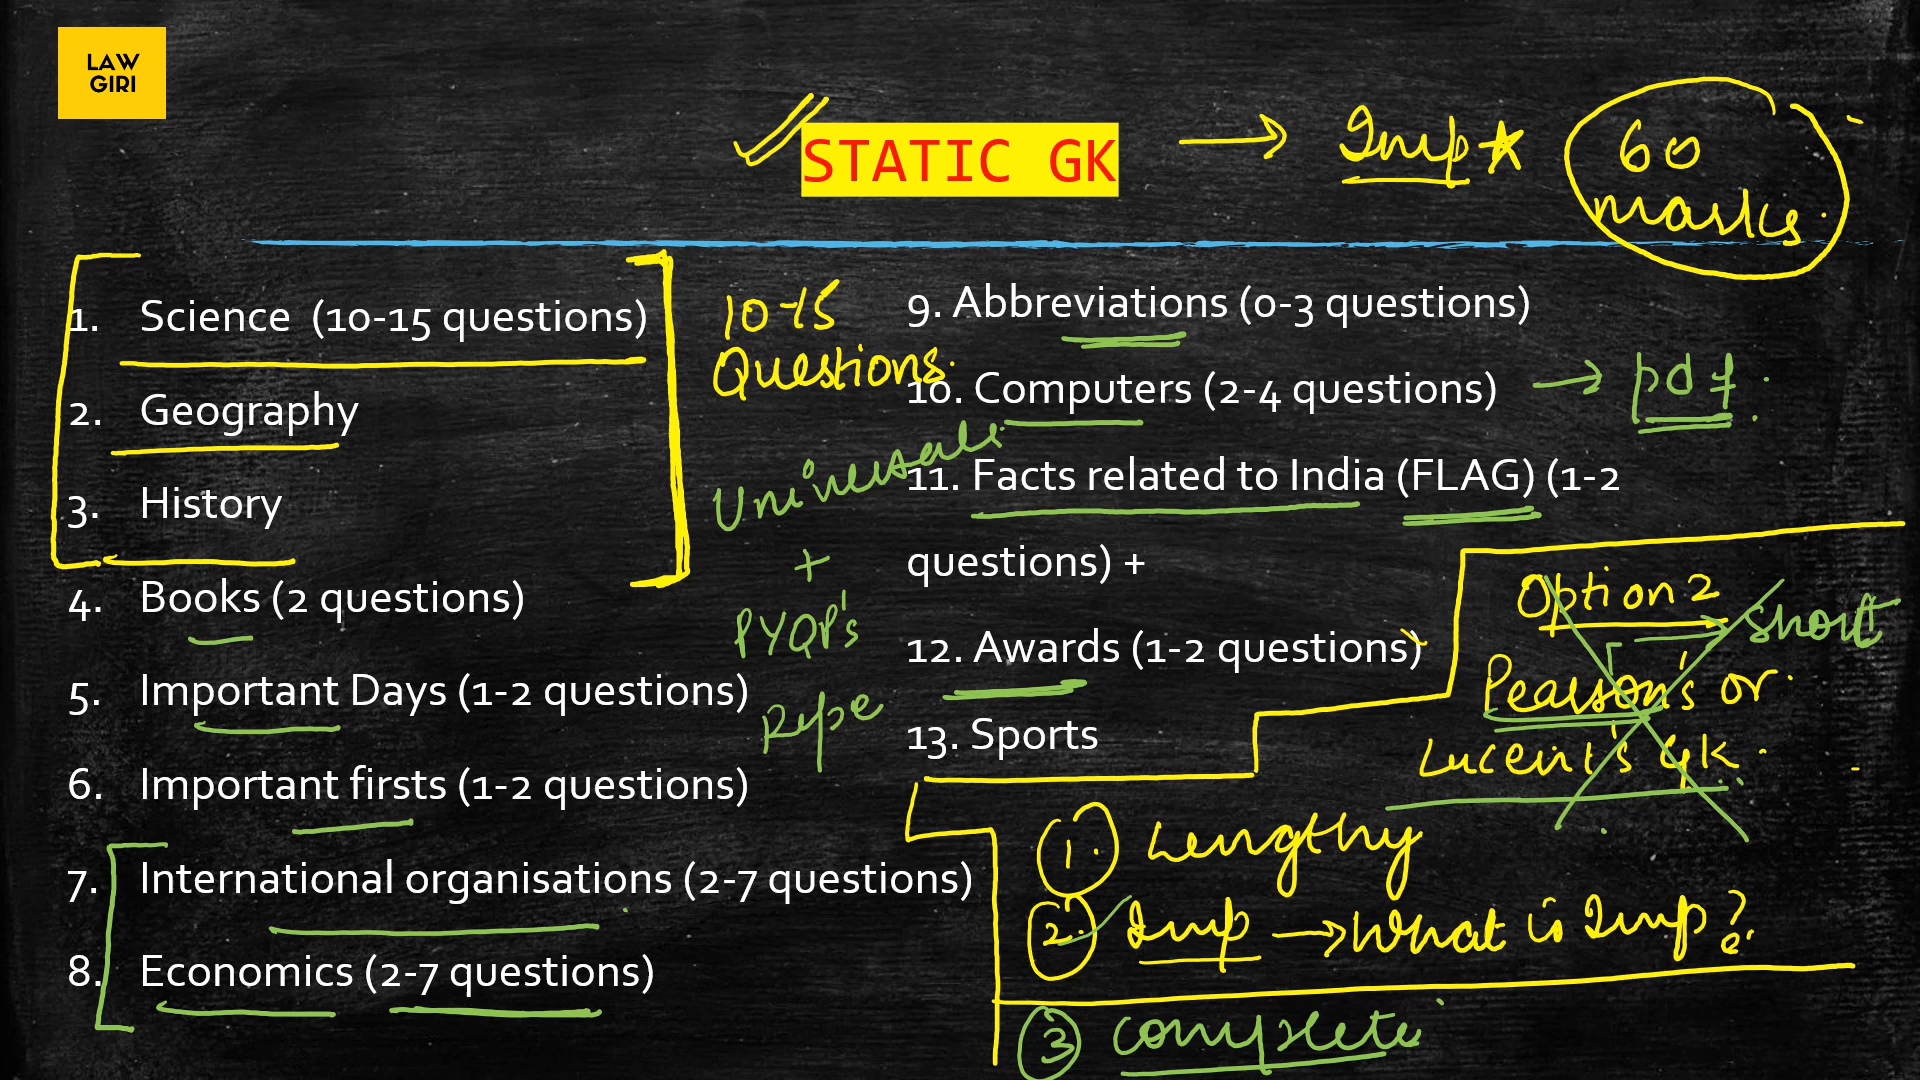 LAW
GIRI
STATIC GK → Imp ★ 60
marks.
1. Science (10-15 questions)
2. Geography
3. History
4. Books (2 questions)
5. Important Days (1-2 questions)
6. Important firsts (1-2 questions)
7. International organisations (2-7 questions)
8. Economics (2-7 questions)
10-15
Questions.
Universals
+
PYQP's
9. Abbreviations (0-3 questions)
10. Computers (2-4 questions) → pdf.
11. Facts related to India (FLAG) (1-2
questions) +
12. Awards (1-2 questions)
13. Sports
Option 2
short
Pearson's or
Lucent's GK.
1. Lengthy
2. Imp → What is Imp?
3 complete